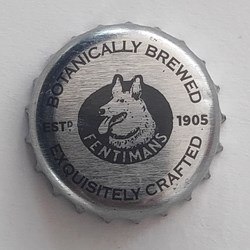 BOTANICALLY BREWED
ESTD 1905
FENTIMANS
EXQUISITELY CRAFTED